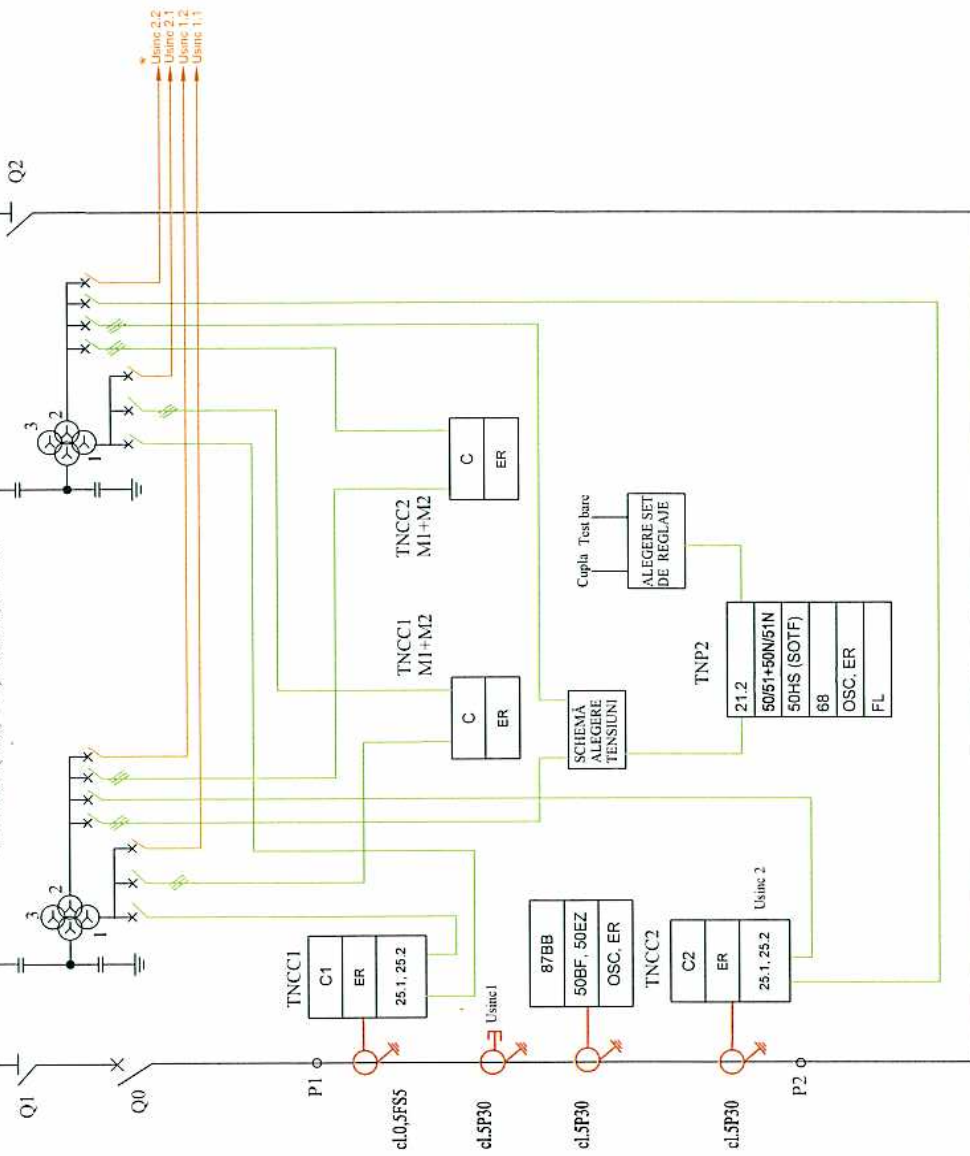 *
Usinc 2.2
Usinc 2.1
Usinc 1.2
Usinc 1.1
Q2
3
2
1
3
2
1
Q1
Q0
P1
cl.0,5FS5
cl.5P30
cl.5P30
cl.5P30
P2
TNCC1
C1
ER
25.1, 25.2
Usinc1
87BB
50BF, 50EZ
OSC, ER
TNCC2
C2
ER
25.1, 25.2
Usinc 2
TNCC1
M1+M2
C
ER
TNCC2
M1+M2
C
ER
SCHEMĂ
ALEGERE
TENSIUNI
Cupla Test bare
ALEGERE SET
DE REGLAJE
TNP2
21.2
50/51+50N/51N
50HS (SOTF)
68
OSC, ER
FL